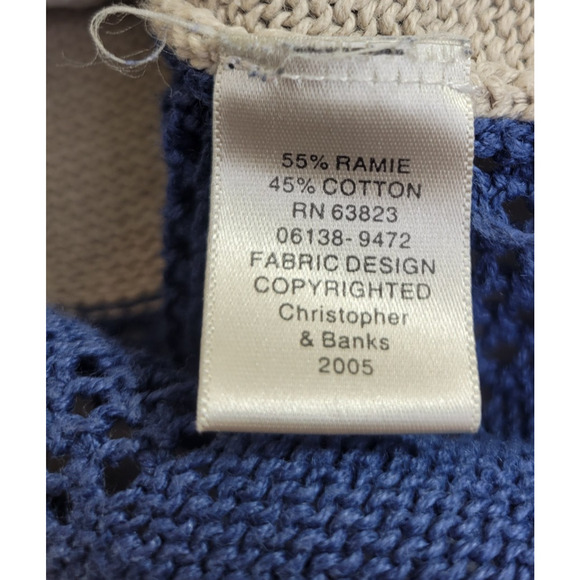 55% RAMIE
45% COTTON
RN 63823
06138-9472
FABRIC DESIGN
COPYRIGHTED
Christopher
& Banks
2005